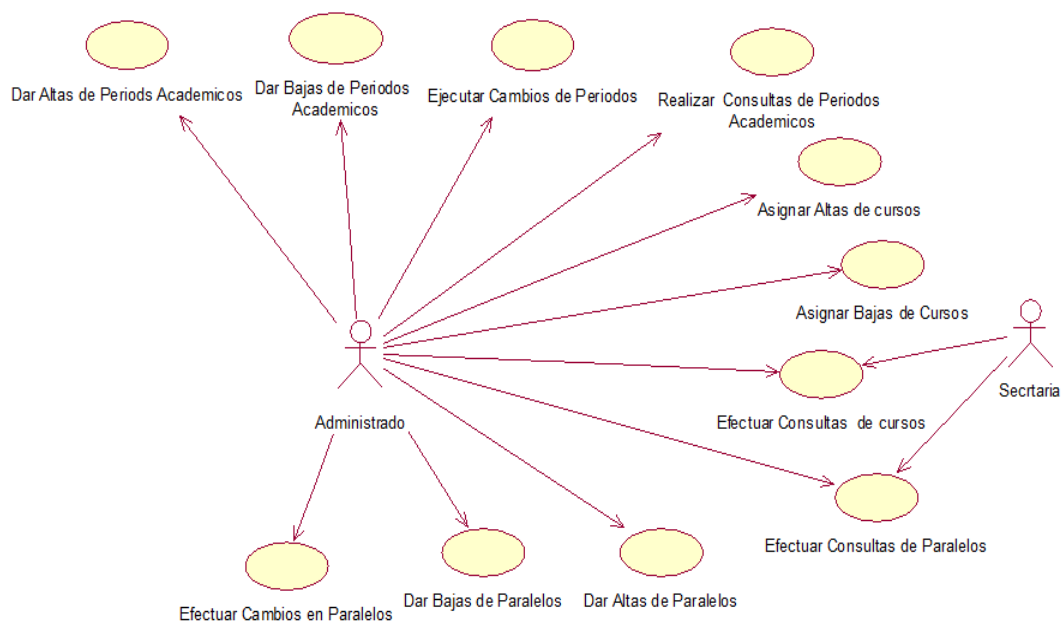 Dar Altas de Periods Academicos
Dar Bajas de Periodos
Academicos
Ejecutar Cambios de Periodos
Realizar Consultas de Periodos
Academicos
Asignar Altas de cursos
Asignar Bajas de Cursos
Secrtaria
Efectuar Consultas de cursos
Administrado
Efectuar Consultas de Paralelos
Efectuar Cambios en Paralelos
Dar Bajas de Paralelos
Dar Altas de Paralelos